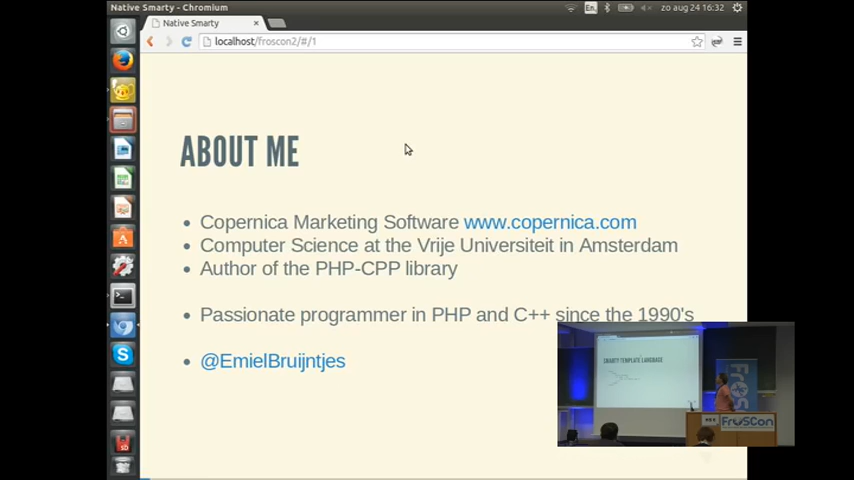 Native Smarty - Chromium
En
zo aug 24 16:32
Native Smarty
localhost/froscon2/#/1
ABOUT ME
Copernica Marketing Software www.copernica.com
Computer Science at the Vrije Universiteit in Amsterdam
Author of the PHP-CPP library
Passionate programmer in PHP and C++ since the 1990's
@EmielBruijntjes
SMARTY TEMPLATE LANGUAGE
FrOSCon